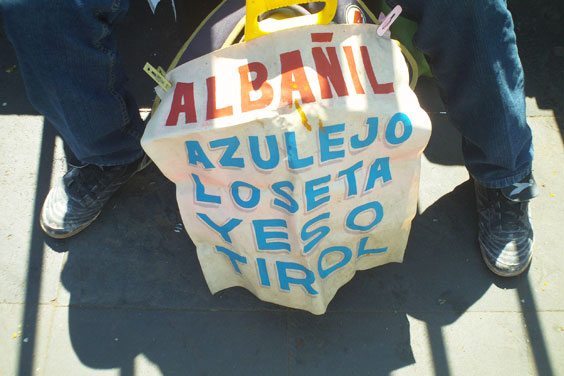 ALBAÑIL
AZULEJO
LOSETA
YESO
TIROL